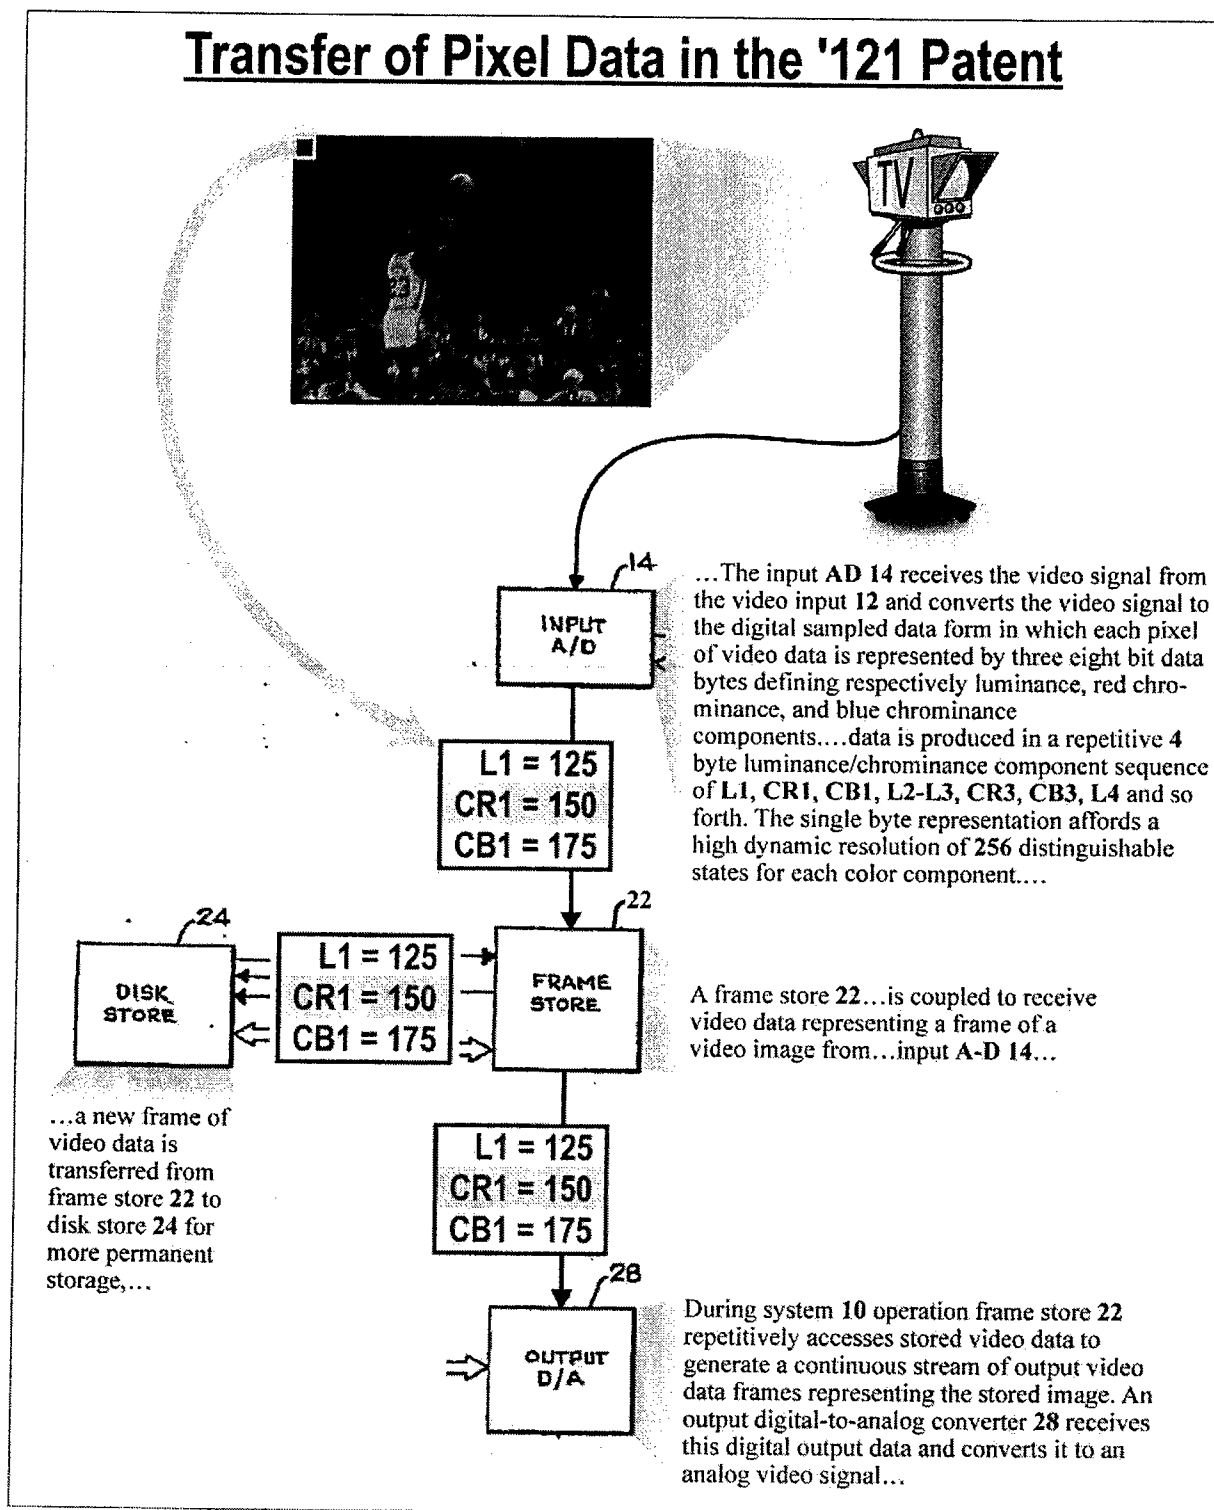 Transfer of Pixel Data in the '121 Patent
TV
14
INPUT
A/D
...The input AD 14 receives the video signal from
the video input 12 and converts the video signal to
the digital sampled data form in which each pixel
of video data is represented by three eight bit data
bytes defining respectively luminance, red chro-
minance, and blue chrominance
components....data is produced in a repetitive 4
byte luminance/chrominance component sequence
of L1, CR1, CB1, L2-L3, CR3, CB3, L4 and so
forth. The single byte representation affords a
high dynamic resolution of 256 distinguishable
states for each color component....
L1 = 125
CR1 = 150
CB1 = 175
24
DISK
STORE
L1 = 125
CR1 = 150
CB1 = 175
22
FRAME
STORE
A frame store 22...is coupled to receive
video data representing a frame of a
video image from...input A-D 14...
...a new frame of
video data is
transferred from
frame store 22 to
disk store 24 for
more permanent
storage,...
L1 = 125
CR1 = 150
CB1 = 175
28
OUTPUT
D/A
During system 10 operation frame store 22
repetitively accesses stored video data to
generate a continuous stream of output video
data frames representing the stored image. An
output digital-to-analog converter 28 receives
this digital output data and converts it to an
analog video signal...